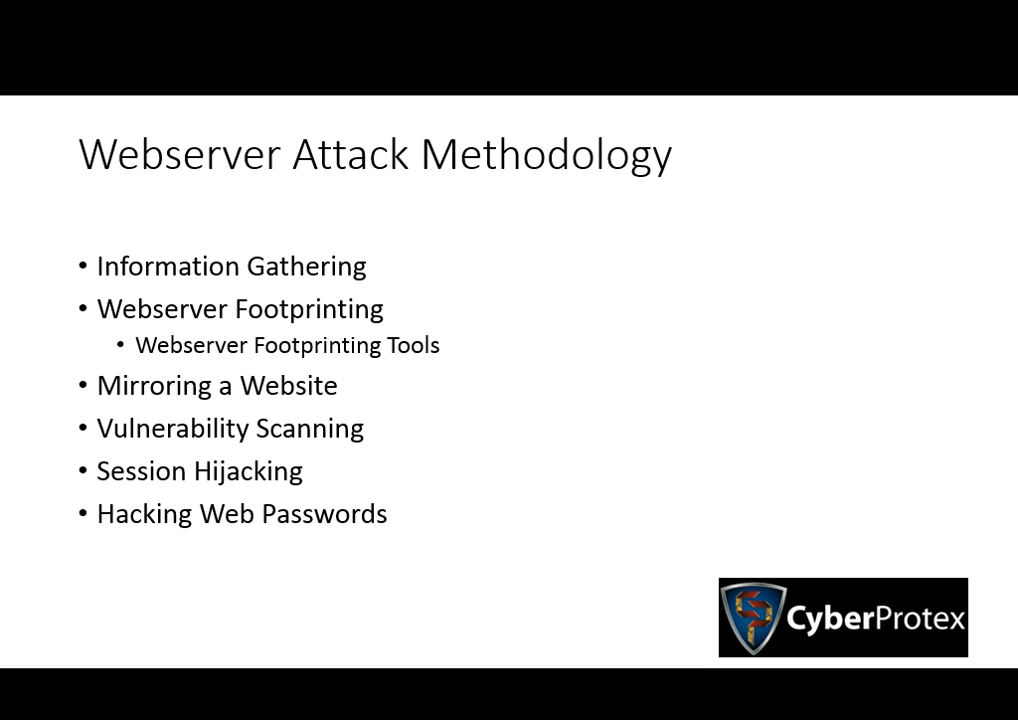 Webserver Attack Methodology
• Information Gathering
• Webserver Footprinting
• Webserver Footprinting Tools
• Mirroring a Website
• Vulnerability Scanning
• Session Hijacking
• Hacking Web Passwords
CyberProtex